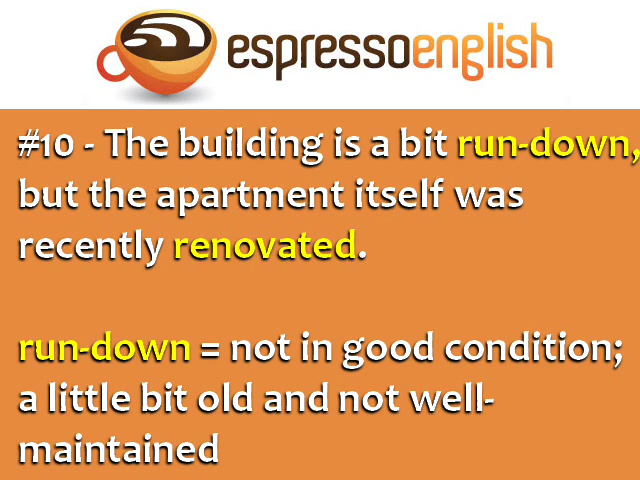 espressoenglish
#10 - The building is a bit run-down,
but the apartment itself was
recently renovated.
run-down = not in good condition;
a little bit old and not well-
maintained